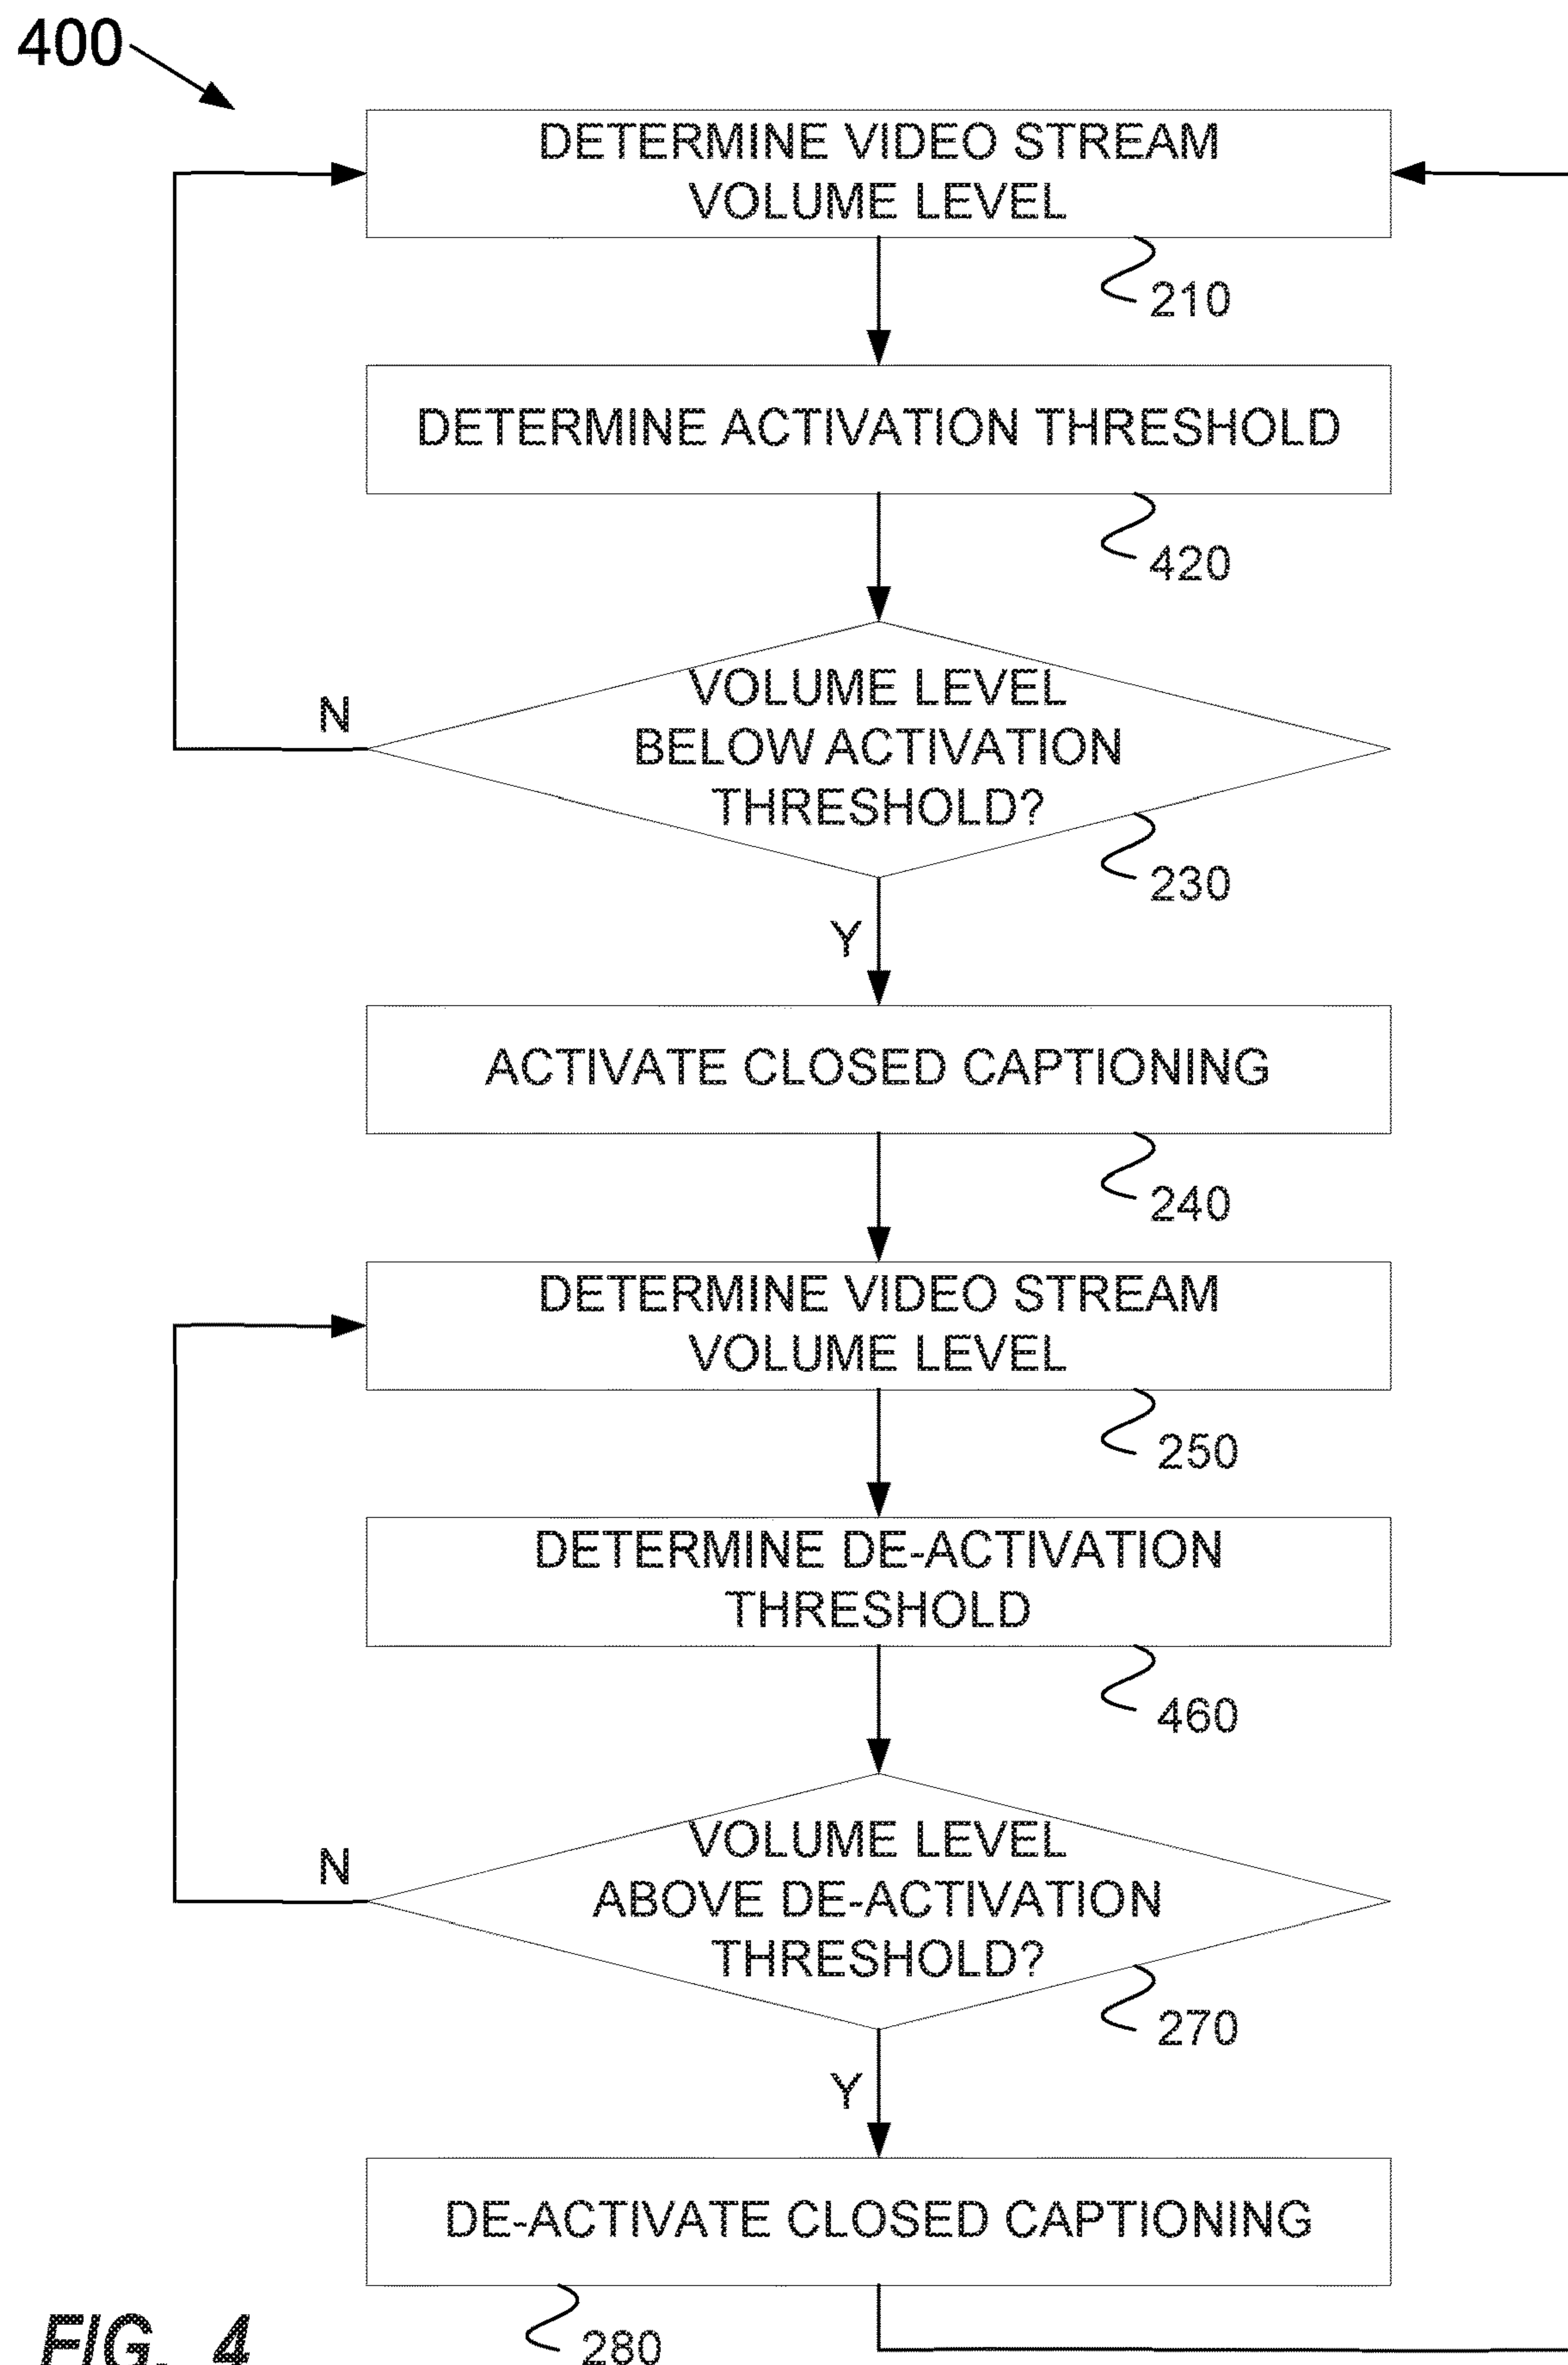 400
DETERMINE VIDEO STREAM
VOLUME LEVEL
210
DETERMINE ACTIVATION THRESHOLD
420
VOLUME LEVEL
BELOW ACTIVATION
THRESHOLD?
N
230
Y
ACTIVATE CLOSED CAPTIONING
240
DETERMINE VIDEO STREAM
VOLUME LEVEL
250
DETERMINE DE-ACTIVATION
THRESHOLD
460
VOLUME LEVEL
ABOVE DE-ACTIVATION
THRESHOLD?
N
270
Y
DE-ACTIVATE CLOSED CAPTIONING
280
FIG. 4